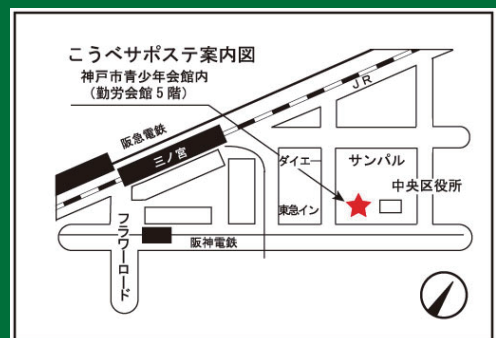 こうべサポステ案内図
神戸市青少年会館内
(勤労会館5階)
JR
阪急電鉄
三ノ宮
ダイエー
サンパル
中央区役所
東急イン
フラワーロード
阪神電鉄